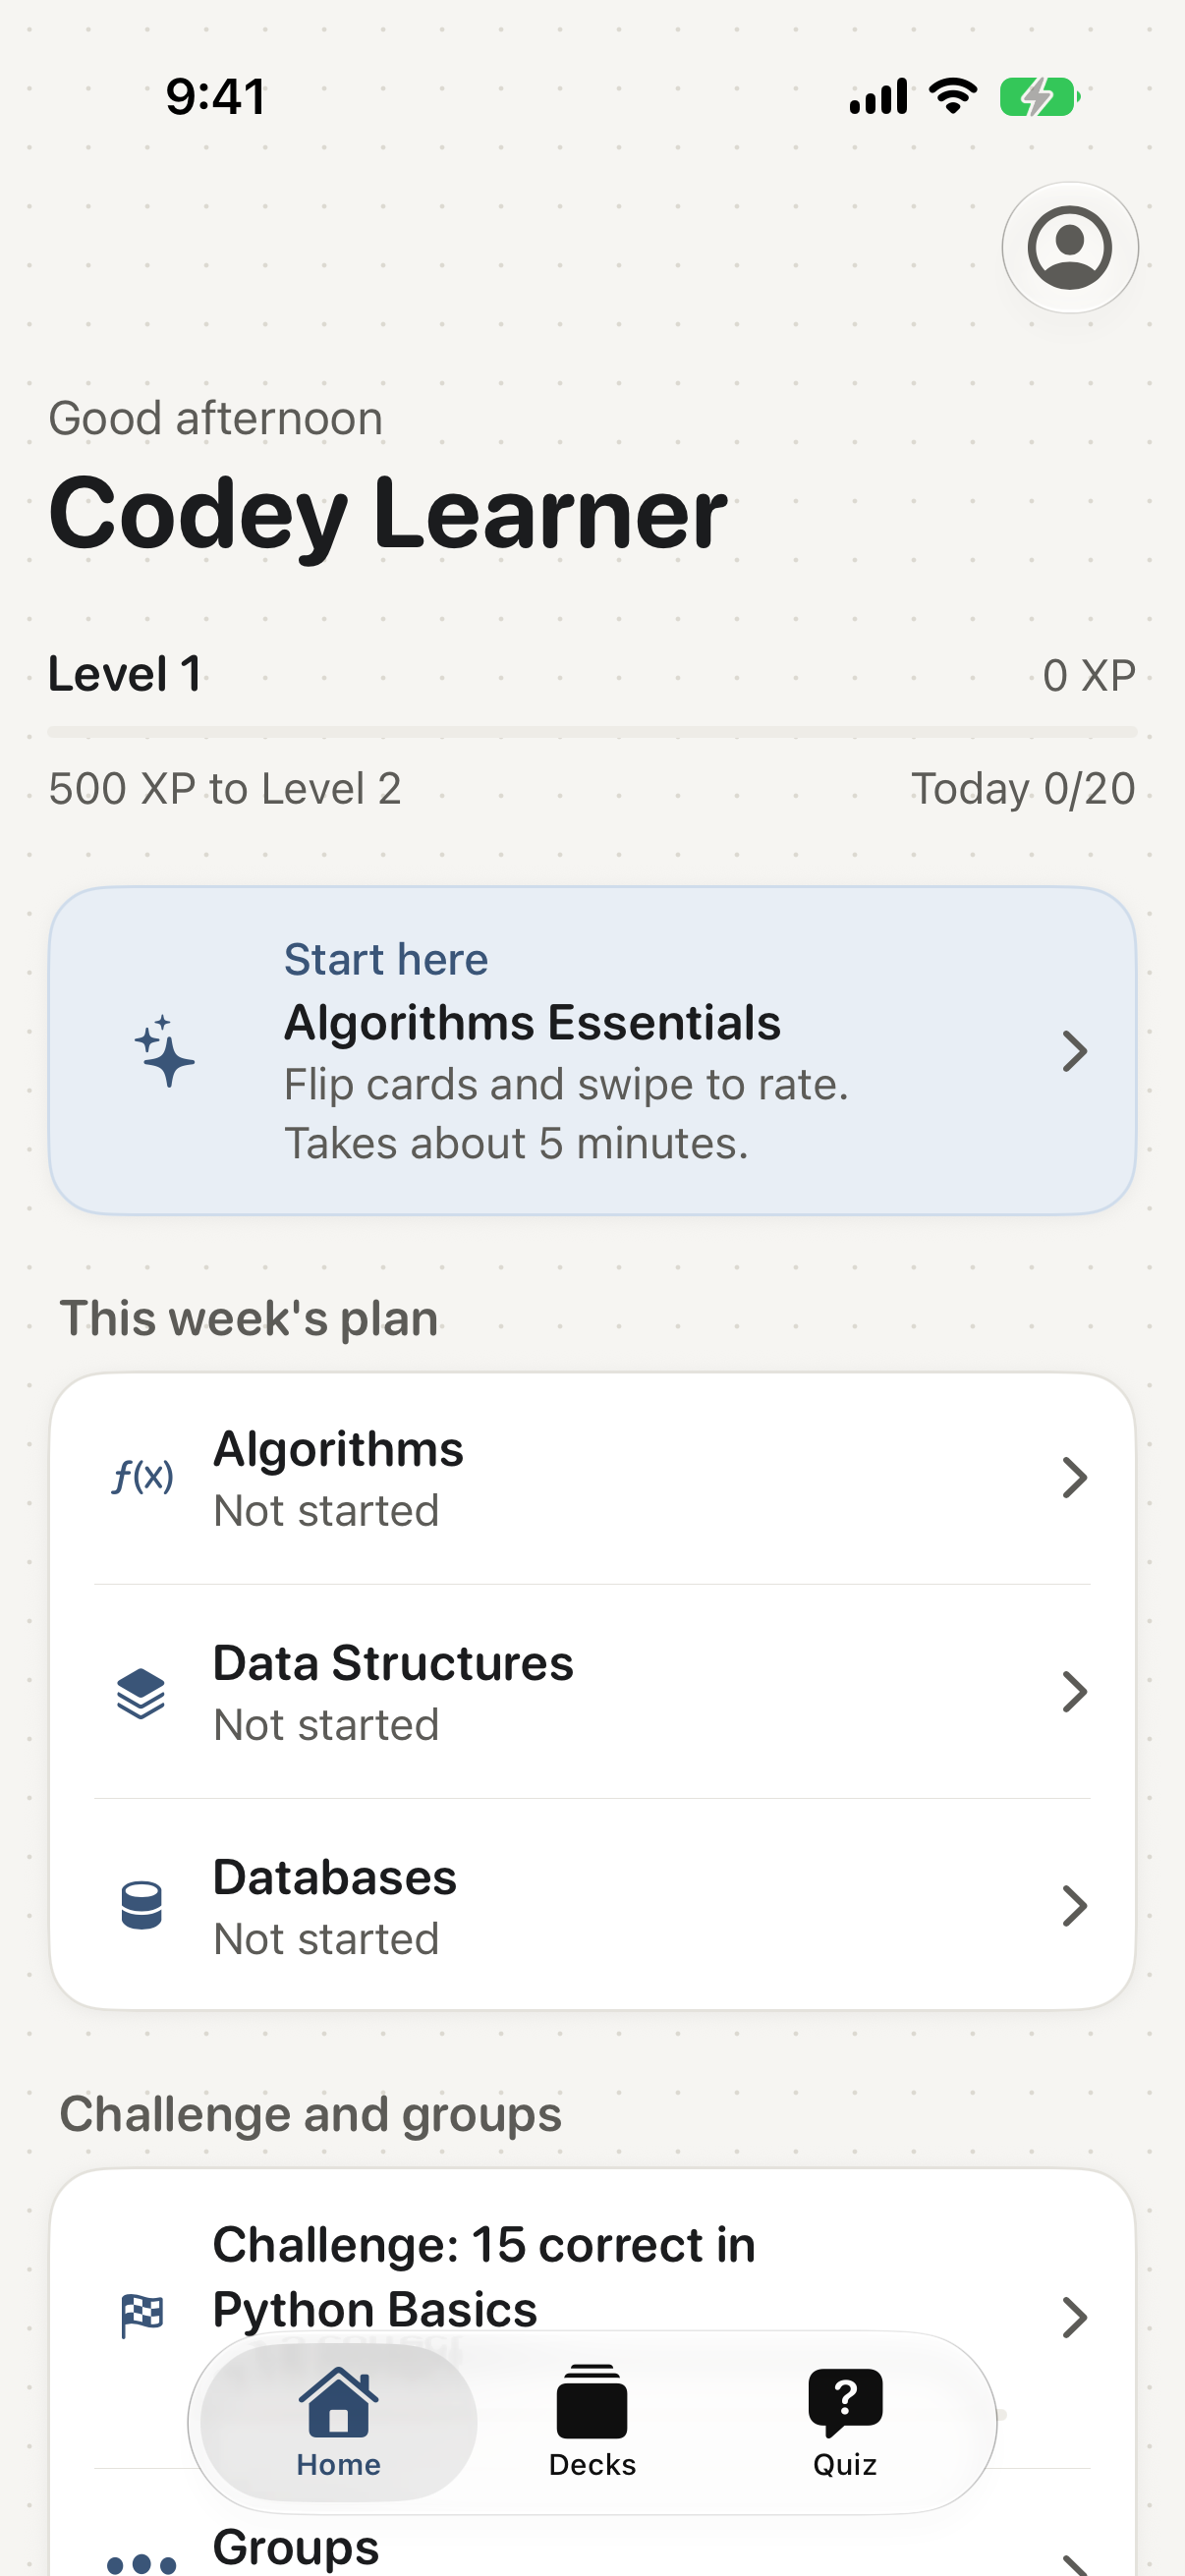 9:41
Good afternoon
Codey Learner
Level 1
0 XP
500 XP to Level 2
Today 0/20
Start here
Algorithms Essentials
Flip cards and swipe to rate.
Takes about 5 minutes.
This week's plan
f(x)
Algorithms
Not started
Data Structures
Not started
Databases
Not started
Challenge and groups
Challenge: 15 correct in
Python Basics
Home
Decks
?
Quiz
Groups